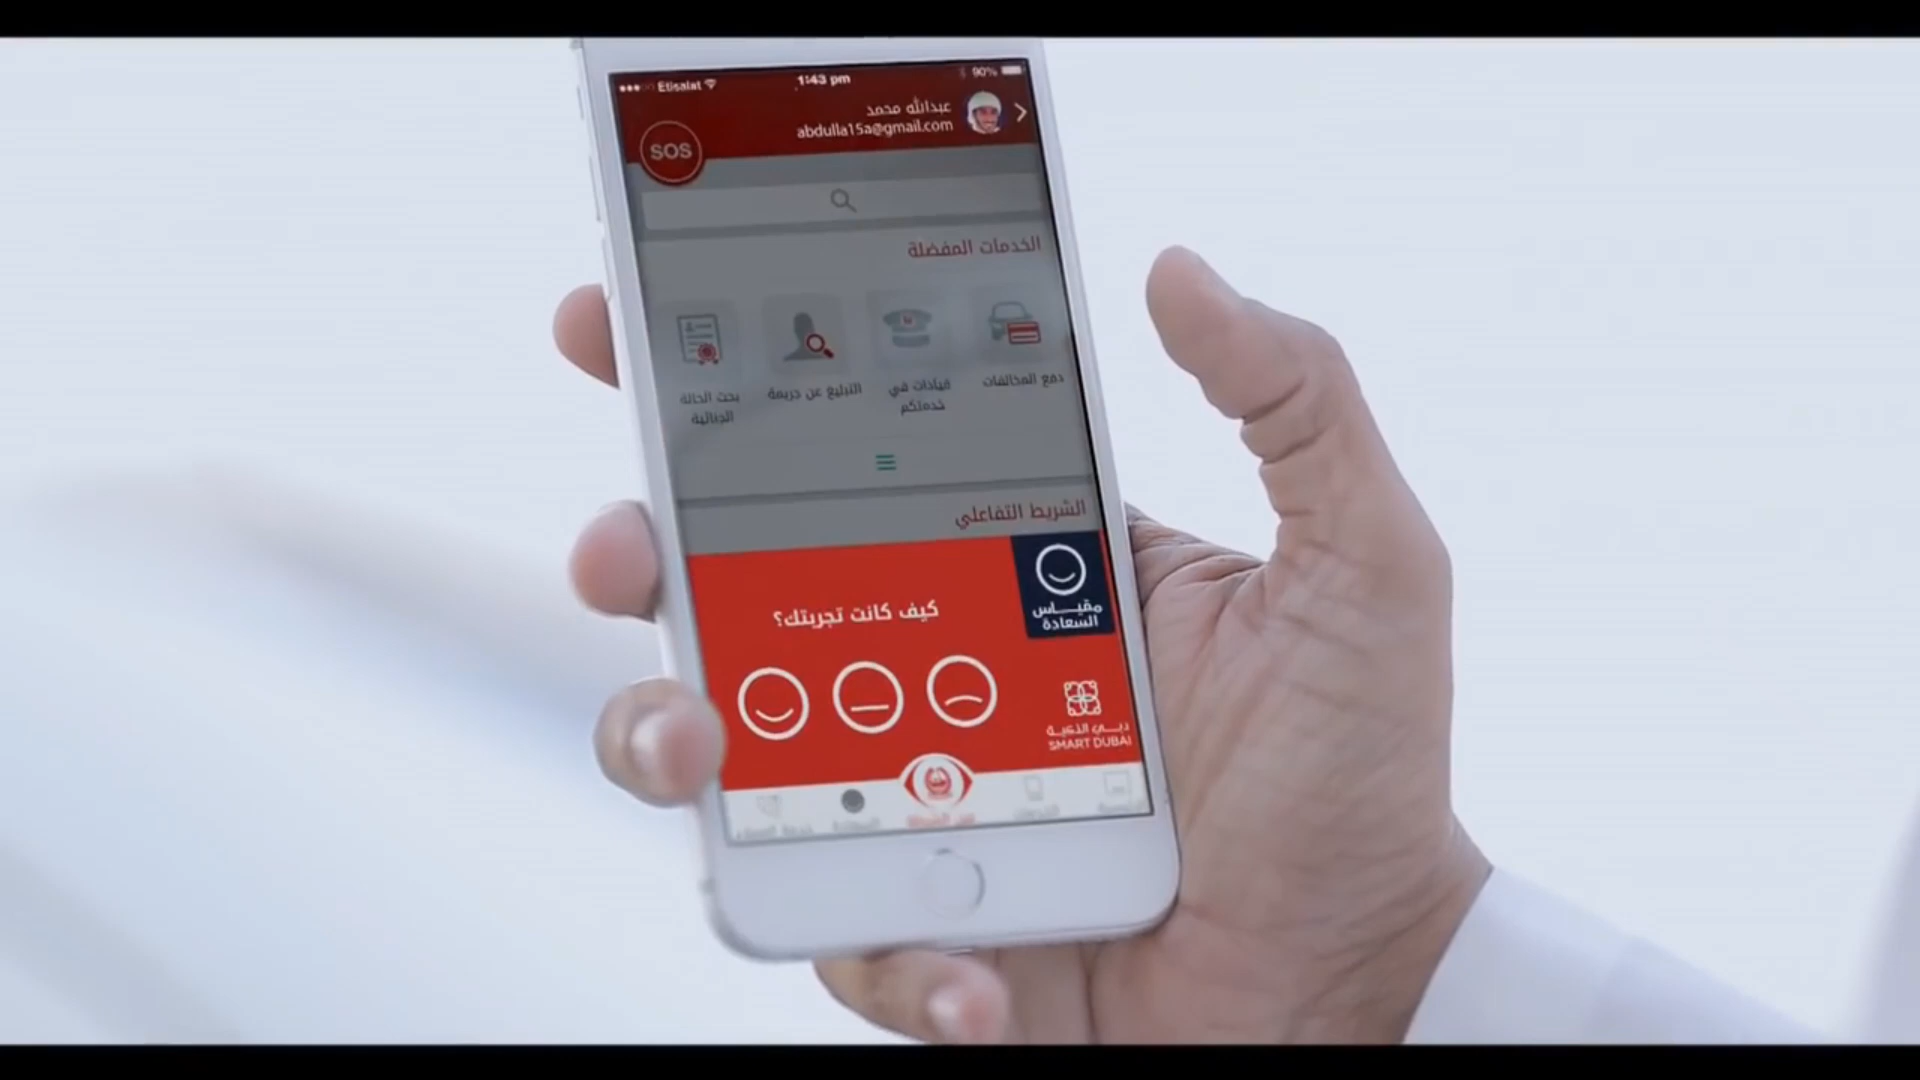 Etisalat
1:43 pm
90%
عبدالله محمد
abdulla15a@gmail.com
SOS
الخدمات المفضلة
دفع المخالفات
قيادات في
خدمتكم
التبليغ عن جريمة
بحث الحالة
الجنائية
الشريط التفاعلي
مقياس
السعادة
كيف كانت تجربتك؟
دبي الذكية
SMART DUBAI